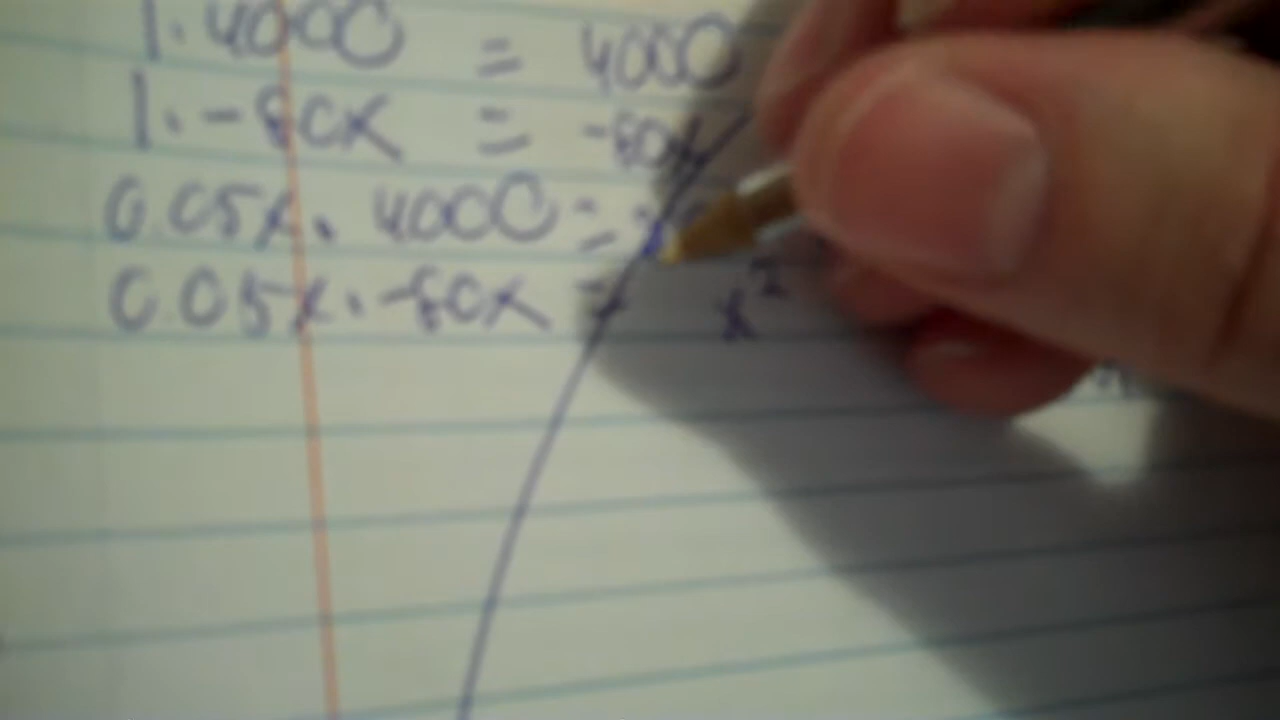 1.4000 = 4000
1.-80x = -80x
0.05x. 4000 =
0.05x. -80x = x²